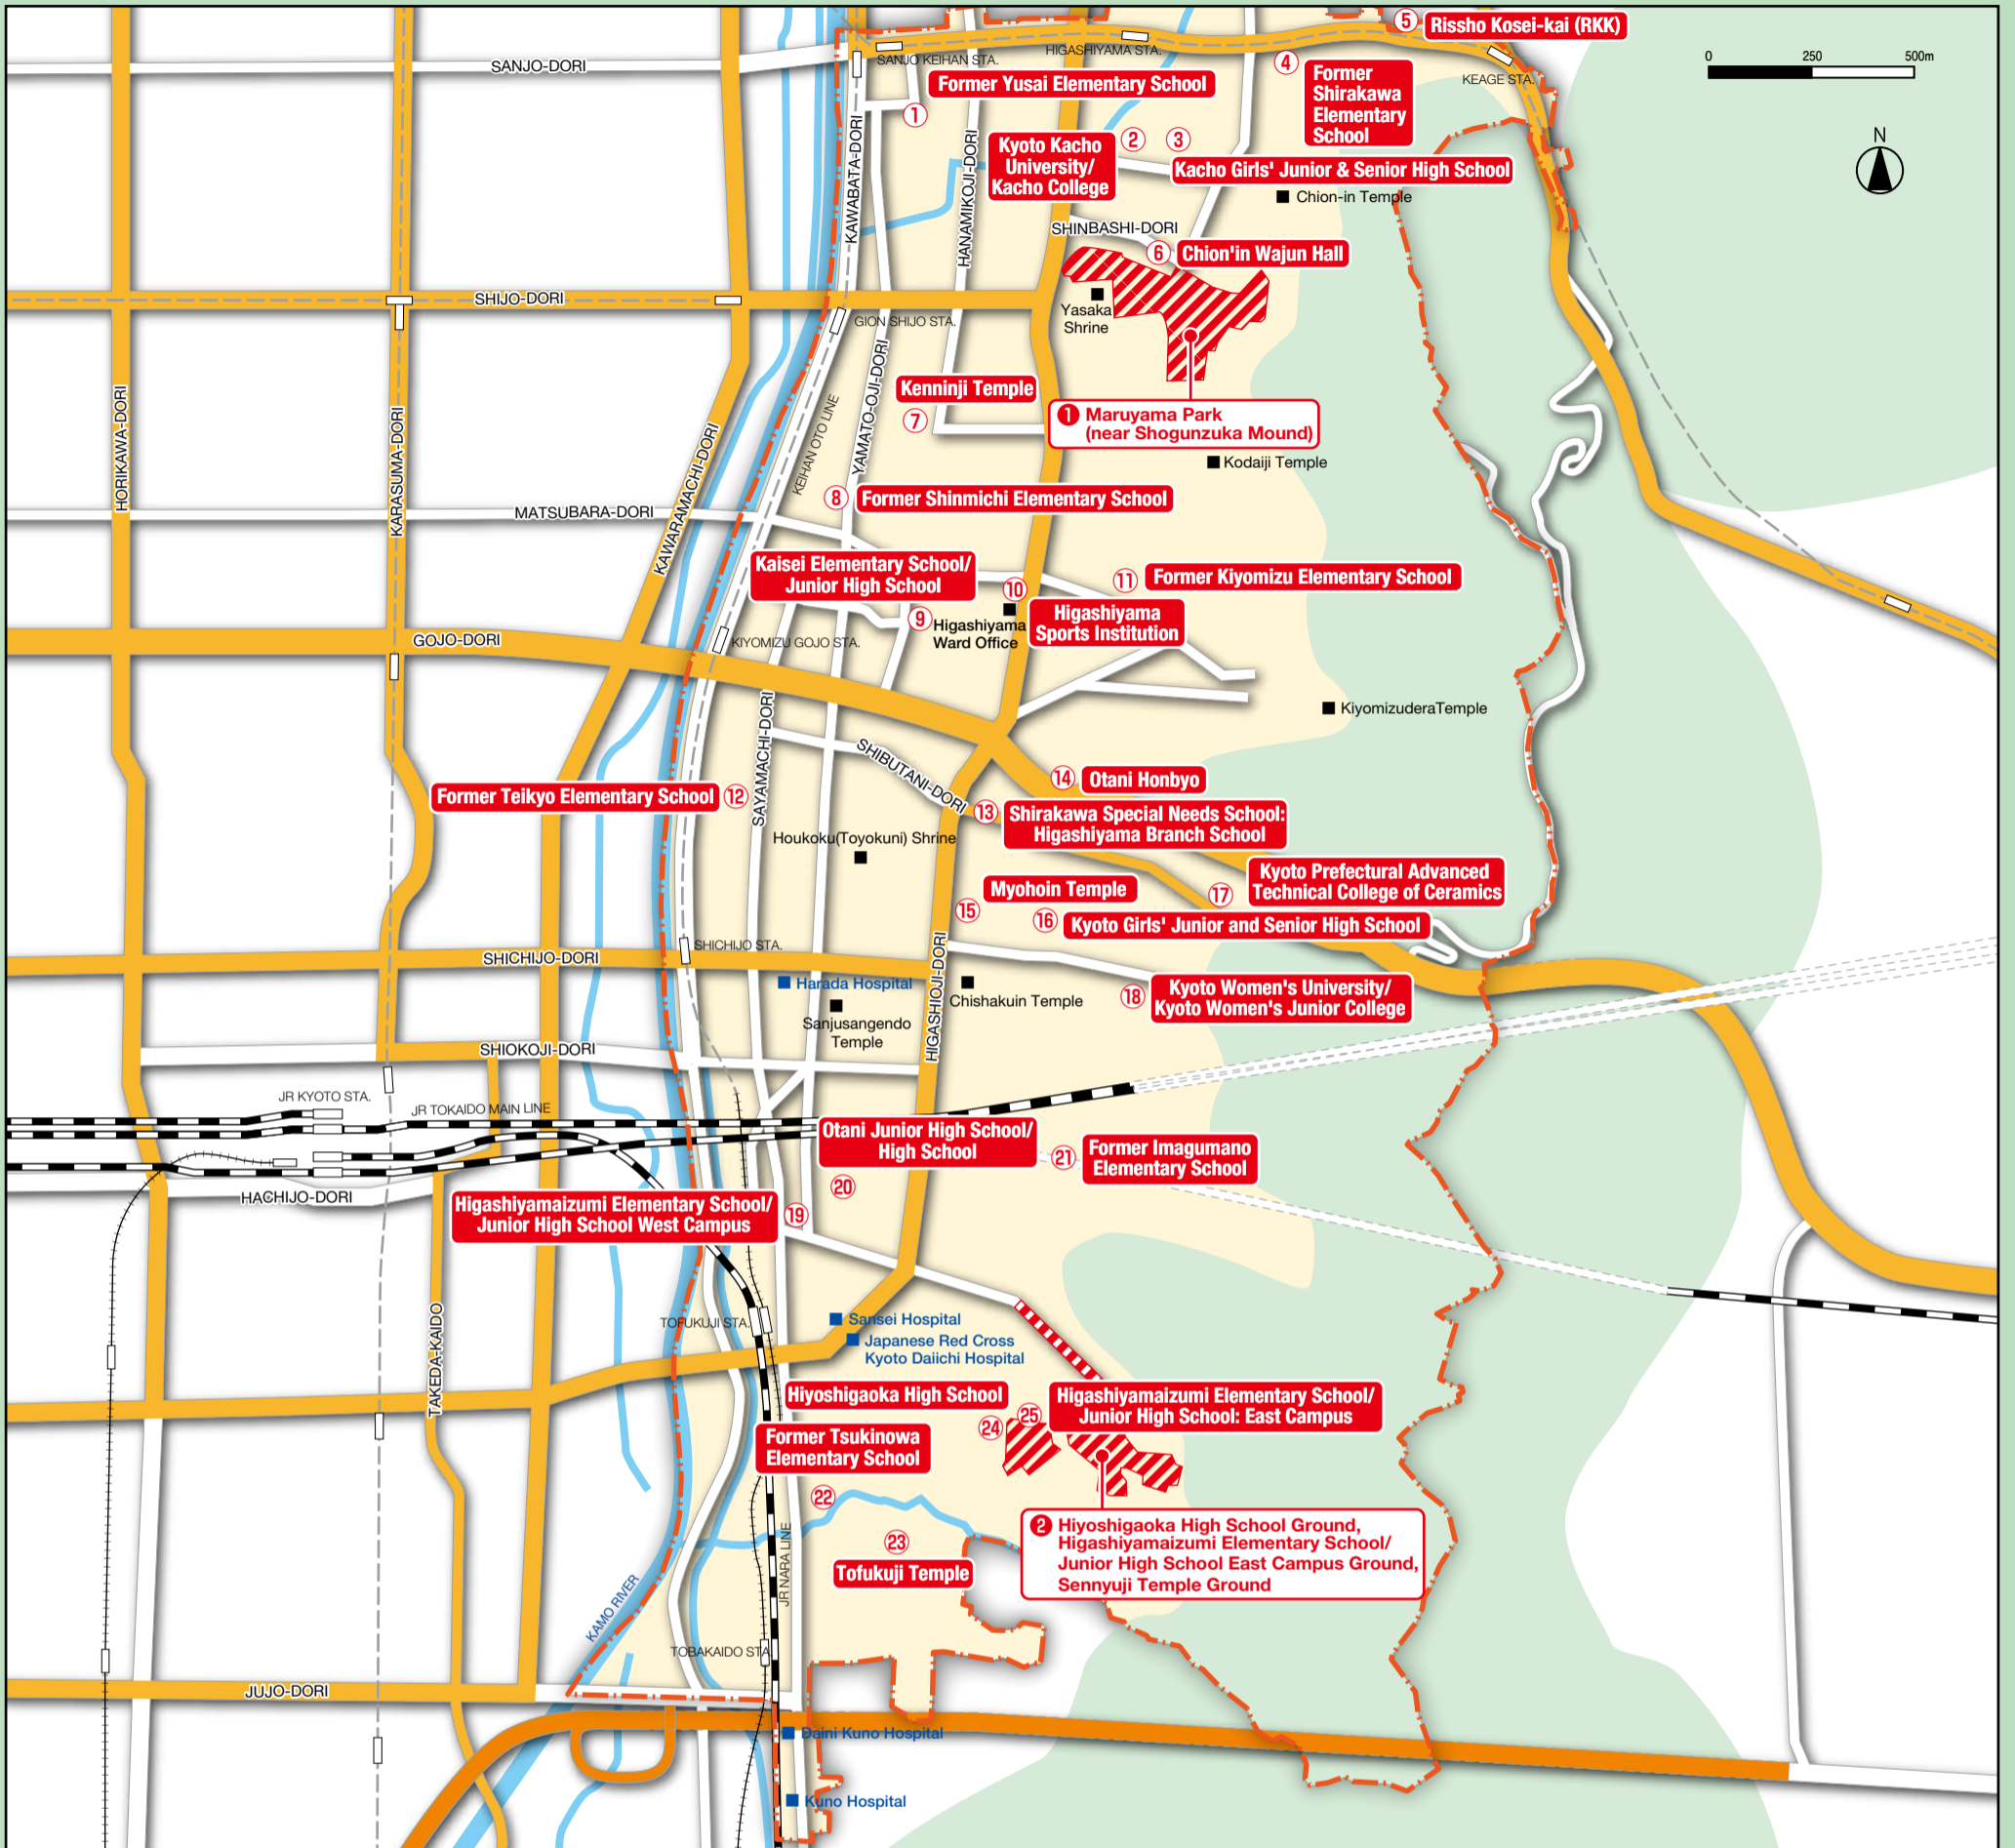 ⑤ Rissho Kosei-kai (RKK)
SANJO-DORI
SANJO KEIHAN STA.
HIGASHIYAMA STA.
KEAGE STA.
0 250 500m
N
Former Yusai Elementary School
①
④ Former
Shirakawa
Elementary
School
KAWABATA-DORI
HANAMIKOJI-DORI
Kyoto Kacho
University/
Kacho College
② ③
Kacho Girls' Junior & Senior High School
Chion-in Temple
SHINBASHI-DORI
⑥ Chion'in Wajun Hall
SHIJO-DORI
GION SHIJO STA.
Yasaka
Shrine
HORIKAWA-DORI
KARASUMA-DORI
KAWARAMACHI-DORI
KEIHAN OTO LINE
YAMATO-OJI-DORI
Kenninji Temple
⑦
❶ Maruyama Park
(near Shogunzuka Mound)
Kodaiji Temple
MATSUBARA-DORI
⑧ Former Shinmichi Elementary School
Kaisei Elementary School/
Junior High School
⑨
⑩
⑪ Former Kiyomizu Elementary School
Higashiyama
Ward Office
Higashiyama
Sports Institution
GOJO-DORI
KIYOMIZU GOJO STA.
KiyomizuderaTemple
SAYAMACHI-DORI
SHIBUTANI-DORI
⑭ Otani Honbyo
Former Teikyo Elementary School ⑫
⑬ Shirakawa Special Needs School:
Higashiyama Branch School
Houkoku(Toyokuni) Shrine
Kyoto Prefectural Advanced
Technical College of Ceramics
⑰
Myohoin Temple
⑮
⑯ Kyoto Girls' Junior and Senior High School
SHICHIJO-DORI
SHICHIJO STA.
HIGASHIOJI-DORI
Harada Hospital
Chishakuin Temple
⑱ Kyoto Women's University/
Kyoto Women's Junior College
Sanjusangendo
Temple
SHIOKOJI-DORI
JR KYOTO STA.
JR TOKAIDO MAIN LINE
Otani Junior High School/
High School
⑳
㉑ Former Imagumano
Elementary School
HACHIJO-DORI
Higashiyamaizumi Elementary School/
Junior High School West Campus
⑲
TAKEDA-KAIDO
TOFUKUJI STA.
Sansei Hospital
Japanese Red Cross
Kyoto Daiichi Hospital
Hiyoshigaoka High School
㉔
㉕ Higashiyamaizumi Elementary School/
Junior High School: East Campus
Former Tsukinowa
Elementary School
㉒
㉓
Tofukuji Temple
❷ Hiyoshigaoka High School Ground,
Higashiyamaizumi Elementary School/
Junior High School East Campus Ground,
Sennyuji Temple Ground
JR NARA LINE
KAMO RIVER
TOBAKAIDO STA.
JUJO-DORI
Daini Kuno Hospital
Kuno Hospital